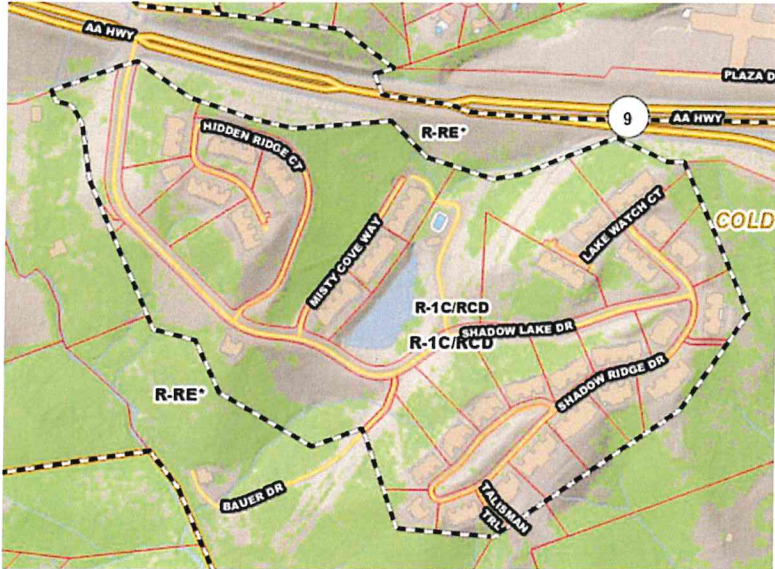 AA HWY
PLAZA D
9
AA HWY
HIDDEN RIDGE CT
R-RE*
LAKE WATCH CT
COLD
MISTY COVE WAY
R-1C/RCD
SHADOW LAKE DR
R-1C/RCD
SHADOW RIDGE DR
R-RE*
BAUER DR
TALISMAN
TRL